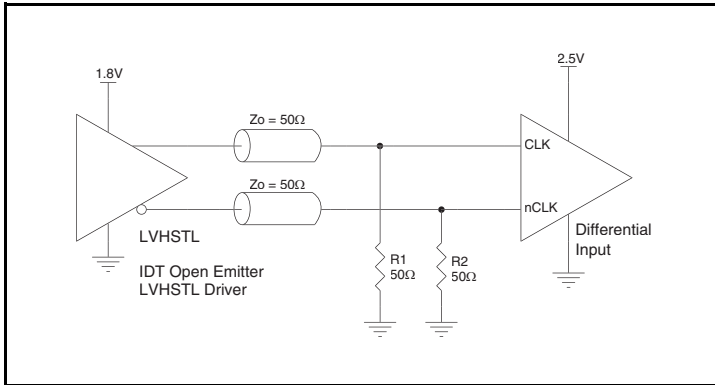 1.8V
2.5V
Zo = 50Ω
CLK
Zo = 50Ω
nCLK
LVHSTL
IDT Open Emitter
LVHSTL Driver
R1
50Ω
R2
50Ω
Differential
Input